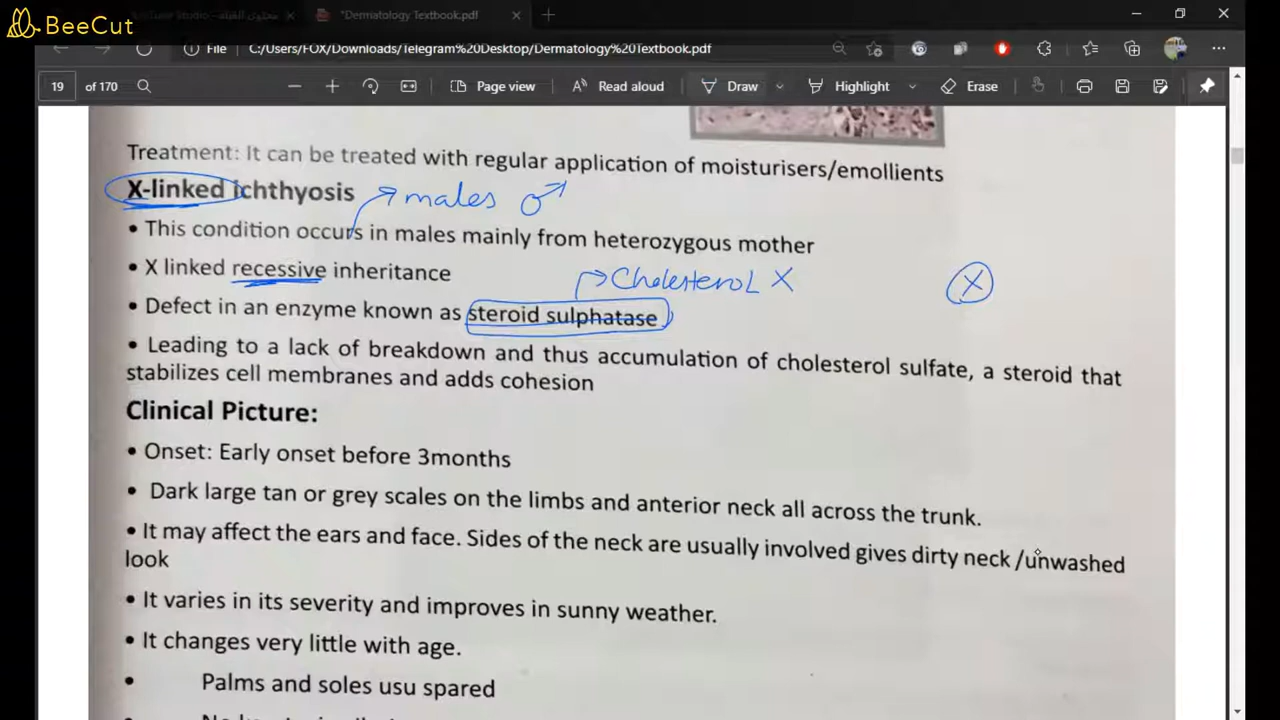 BeeCut
Studio - محتوى القناة
*Dermatology Textbook.pdf
File C:/Users/FOX/Downloads/Telegram%20Desktop/Dermatology%20Textbook.pdf
19 of 170 Page view Read aloud Draw Highlight Erase
Treatment: It can be treated with regular application of moisturisers/emollients
X-linked ichthyosis males ♂
• This condition occurs in males mainly from heterozygous mother
• X linked recessive inheritance
Cholesterol X
X
• Defect in an enzyme known as steroid sulphatase
• Leading to a lack of breakdown and thus accumulation of cholesterol sulfate, a steroid that
stabilizes cell membranes and adds cohesion
Clinical Picture:
• Onset: Early onset before 3months
• Dark large tan or grey scales on the limbs and anterior neck all across the trunk.
• It may affect the ears and face. Sides of the neck are usually involved gives dirty neck /unwashed
look
• It varies in its severity and improves in sunny weather.
• It changes very little with age.
• Palms and soles usu spared